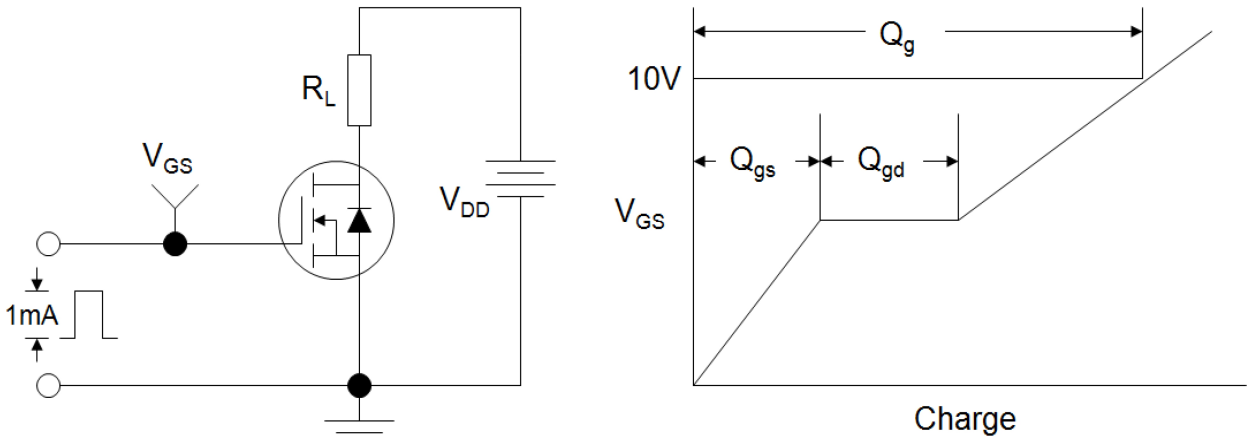 R_L
V_GS
V_DD
1mA
Q_g
10V
Q_gs
Q_gd
V_GS
Charge